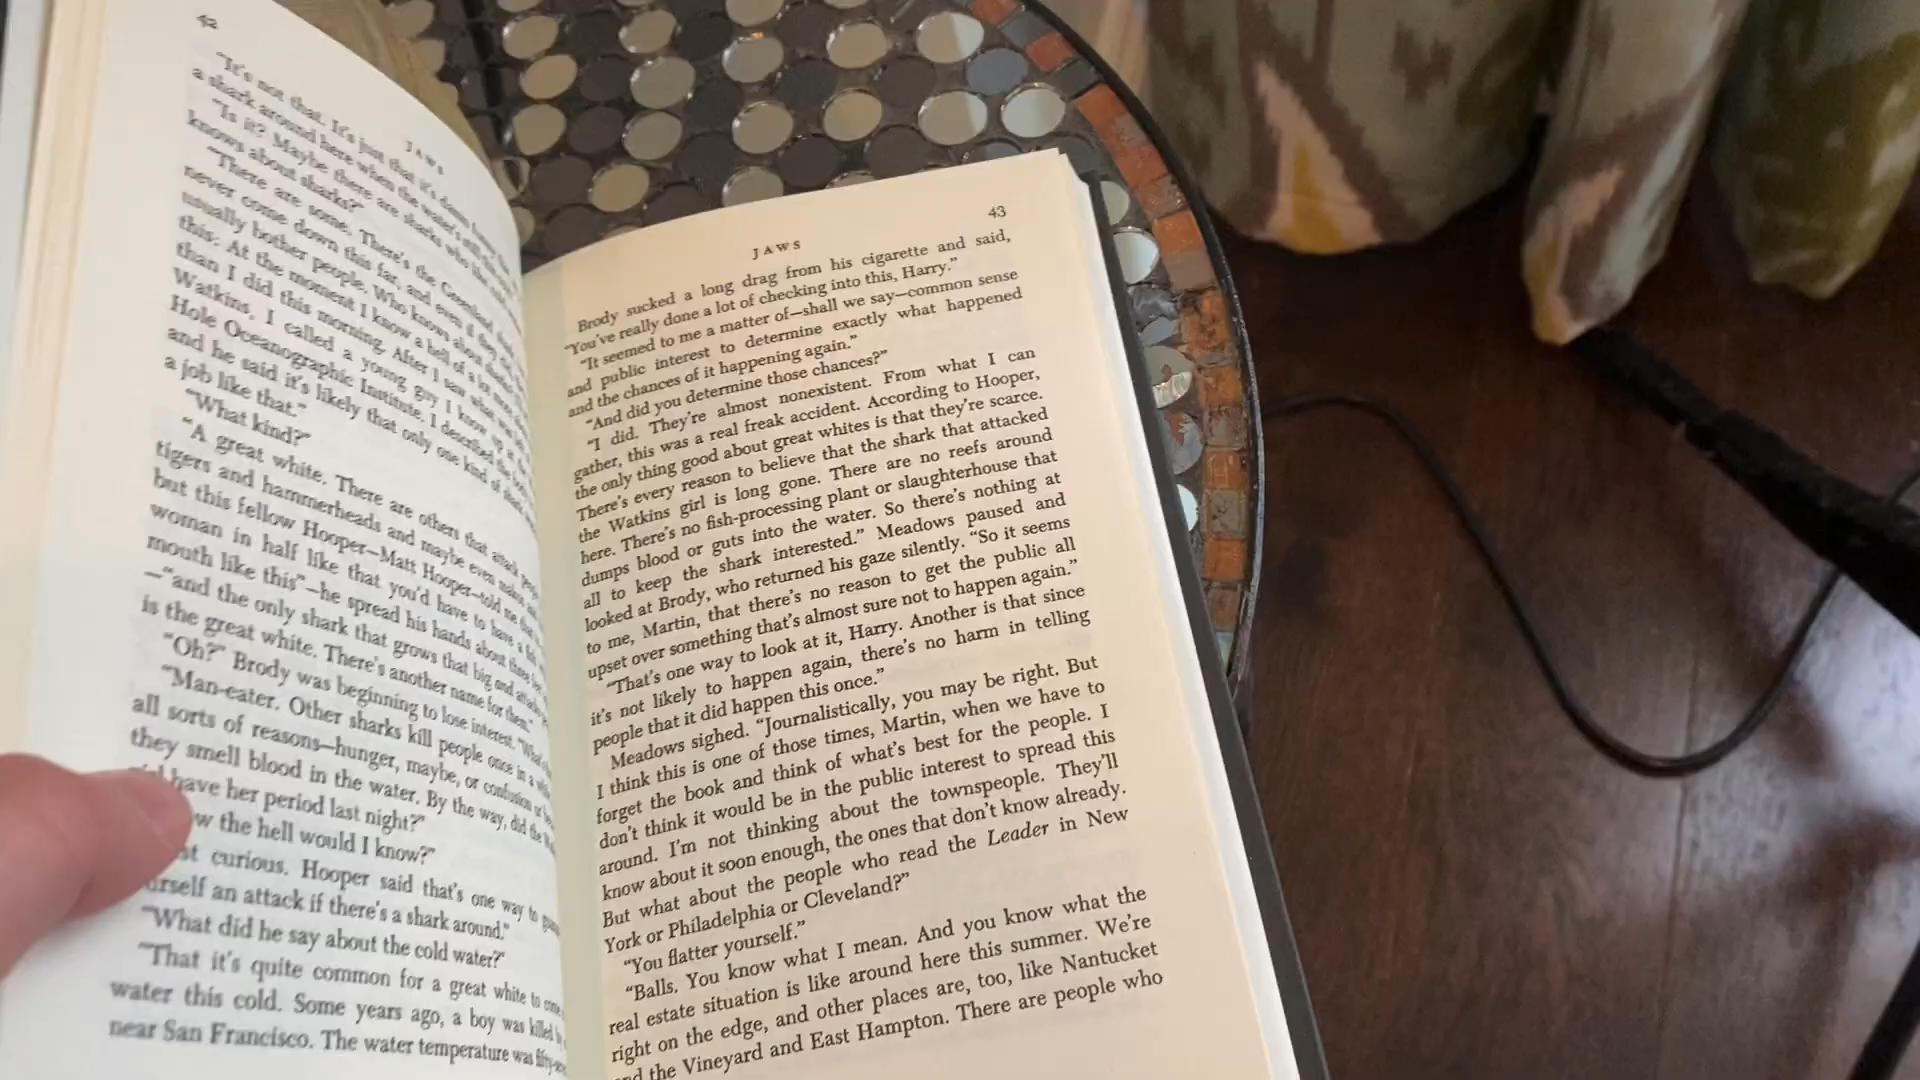 42
JAWS
"It's not that. It's just that it's damn
a shark around here when the water's still
"Is it? Maybe there are sharks who
knows about sharks?"
"There are some. There's the Greenland
never come down this far, and even if they
usually bother people. Who knows about
this: At the moment I know a hell of a lot more
than I did this morning. After I saw what was
Watkins, I called a young guy I know up at the
Hole Oceanographic Institute. I described the body
and he said it's likely that only one kind of shark
a job like that."
"What kind?"
"A great white. There are others that attack people
tigers and hammerheads and maybe even makos and
but this fellow Hooper—Matt Hooper—told me that
woman in half like that you'd have to have a fish
mouth like this"—he spread his hands about three feet
—"and the only shark that grows that big and attacks
is the great white. There's another name for them."
"Oh?" Brody was beginning to lose interest.
"Man-eater. Other sharks kill people once in a
all sorts of reasons—hunger, maybe, or confusion or
they smell blood in the water. By the way, did the
have her period last night?"
the hell would I know?"
curious. Hooper said that's one way to
an attack if there's a shark around."
"What did he say about the cold water?"
"That it's quite common for a great white to come
water this cold. Some years ago, a boy was killed
near San Francisco. The water temperature was
43
JAWS
Brody sucked a long drag from his cigarette and said,
"You've really done a lot of checking into this, Harry."
"It seemed to me a matter of—shall we say—common sense
and public interest to determine exactly what happened
and the chances of it happening again."
"And did you determine those chances?"
"I did. They're almost nonexistent. From what I can
gather, this was a real freak accident. According to Hooper,
the only thing good about great whites is that they're scarce.
There's every reason to believe that the shark that attacked
the Watkins girl is long gone. There are no reefs around
here. There's no fish-processing plant or slaughterhouse that
dumps blood or guts into the water. So there's nothing at
all to keep the shark interested." Meadows paused and
looked at Brody, who returned his gaze silently. "So it seems
to me, Martin, that there's no reason to get the public all
upset over something that's almost sure not to happen again."
"That's one way to look at it, Harry. Another is that since
it's not likely to happen again, there's no harm in telling
people that it did happen this once."
Meadows sighed. "Journalistically, you may be right. But
I think this is one of those times, Martin, when we have to
forget the book and think of what's best for the people. I
don't think it would be in the public interest to spread this
around. I'm not thinking about the townspeople. They'll
know about it soon enough, the ones that don't know already.
But what about the people who read the Leader in New
York or Philadelphia or Cleveland?"
"You flatter yourself."
"Balls. You know what I mean. And you know what the
real estate situation is like around here this summer. We're
right on the edge, and other places are, too, like Nantucket
and the Vineyard and East Hampton. There are people who